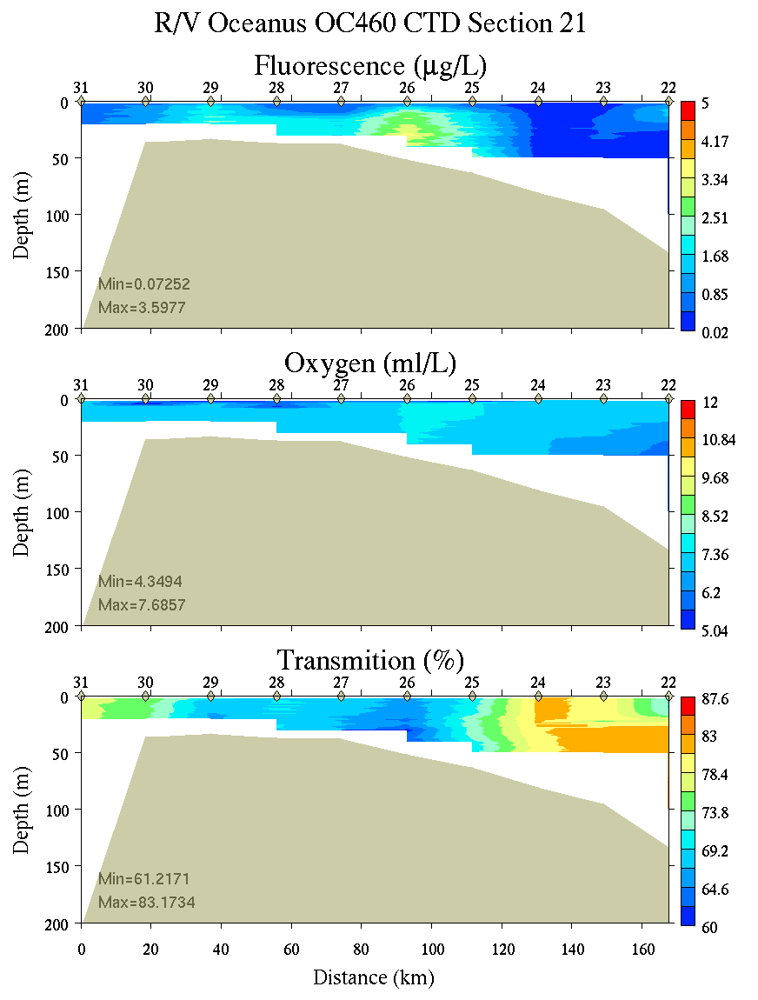 R/V Oceanus OC460 CTD Section 21
Fluorescence (μg/L)
31 30 29 28 27 26 25 24 23 22
0
50
100
150
200
Depth (m)
Min=0.07252
Max=3.5977
5
4.17
3.34
2.51
1.68
0.85
0.02
Oxygen (ml/L)
31 30 29 28 27 26 25 24 23 22
0
50
100
150
200
Depth (m)
Min=4.3494
Max=7.6857
12
10.84
9.68
8.52
7.36
6.2
5.04
Transmition (%)
31 30 29 28 27 26 25 24 23 22
0
50
100
150
200
Depth (m)
Min=61.2171
Max=83.1734
87.6
83
78.4
73.8
69.2
64.6
60
0 20 40 60 80 100 120 140 160
Distance (km)